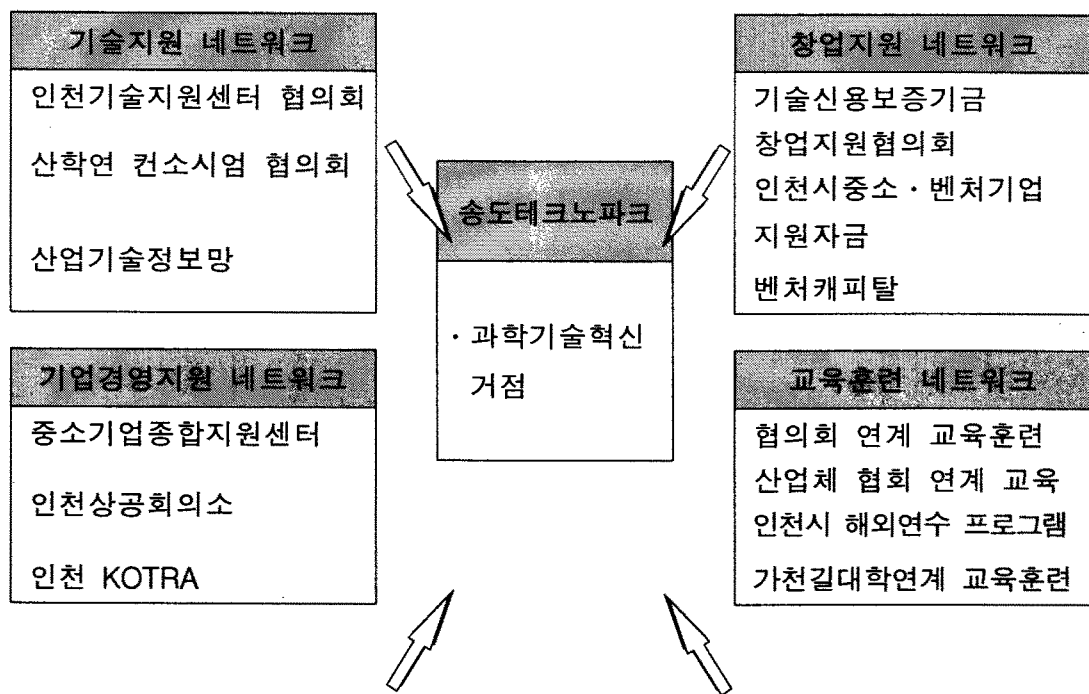 기술지원 네트워크
인천기술지원센터 협의회
산학연 컨소시엄 협의회
산업기술정보망
창업지원 네트워크
기술신용보증기금
창업지원협의회
인천시중소·벤처기업
지원자금
벤처캐피탈
송도테크노파크
·과학기술혁신
거점
기업경영지원 네트워크
중소기업종합지원센터
인천상공회의소
인천 KOTRA
교육훈련 네트워크
협의회 연계 교육훈련
산업체 협회 연계 교육
인천시 해외연수 프로그램
가천길대학연계 교육훈련